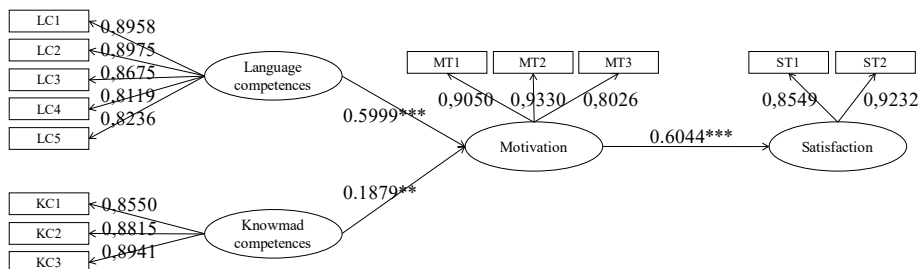 LC1
0,8958
LC2
0,8975
LC3
0,8675
LC4
0,8119
LC5
0,8236
Language
competences
0.5999***
MT1
MT2
MT3
0,9050
0,9330
0,8026
Motivation
0.6044***
ST1
ST2
0,8549
0,9232
Satisfaction
0.1879**
KC1
0,8550
KC2
0,8815
KC3
0,8941
Knowmad
competences